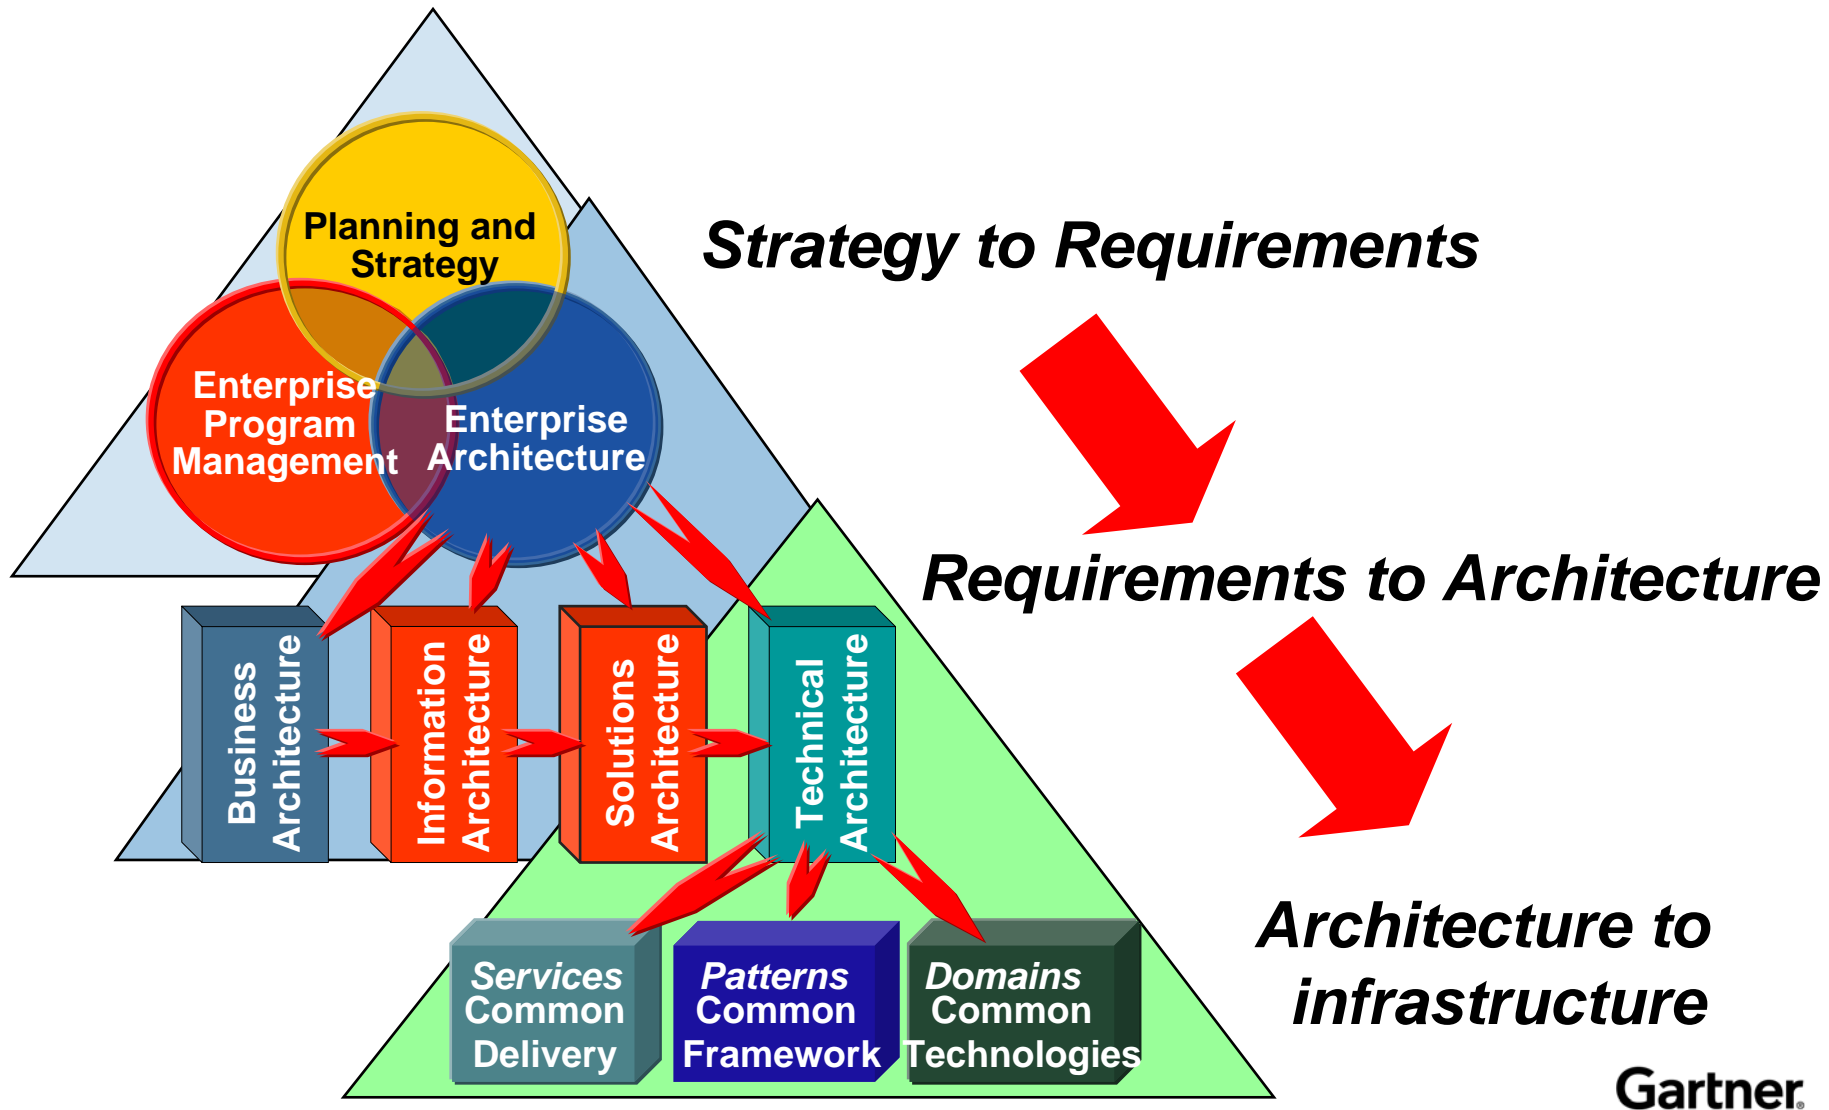 Planning and
Strategy
Strategy to Requirements
Enterprise
Program
Management
Enterprise
Architecture
Requirements to Architecture
Business
Architecture
Information
Architecture
Solutions
Architecture
Technical
Architecture
Architecture to
infrastructure
Services
Common
Delivery
Patterns
Common
Framework
Domains
Common
Technologies
Gartner®